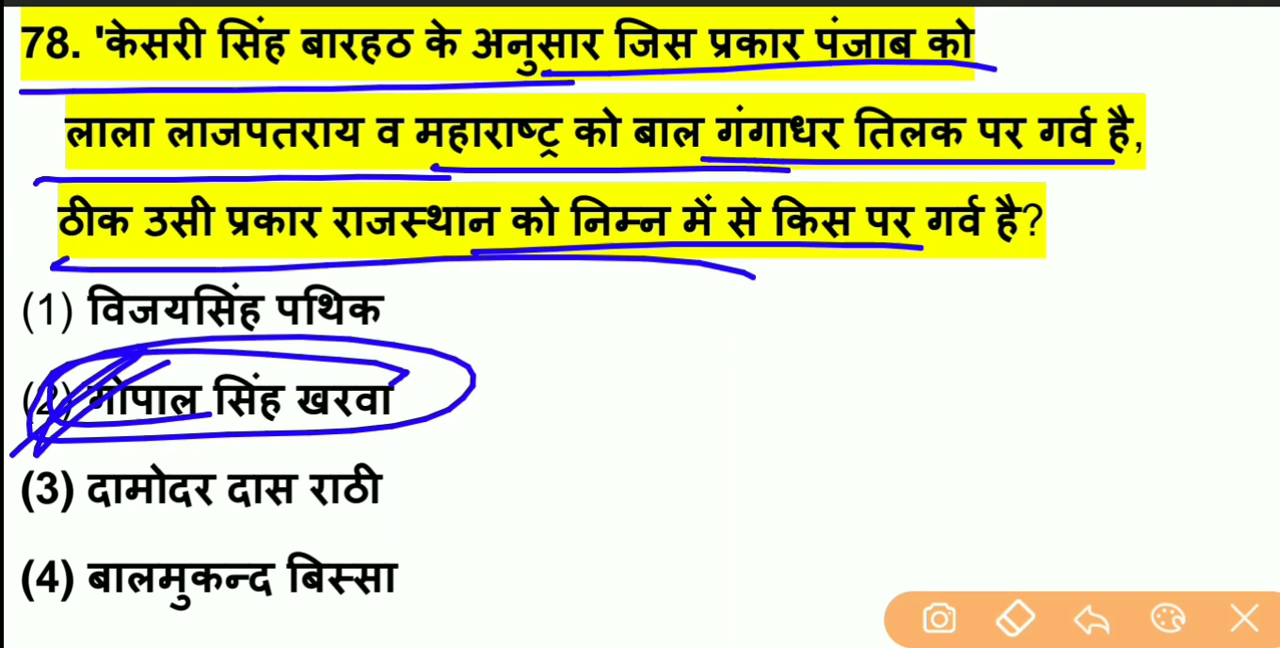 78. 'केसरी सिंह बारहठ के अनुसार जिस प्रकार पंजाब को
लाला लाजपतराय व महाराष्ट्र को बाल गंगाधर तिलक पर गर्व है,
ठीक उसी प्रकार राजस्थान को निम्न में से किस पर गर्व है?
(1) विजयसिंह पथिक
(2) गोपाल सिंह खरवा
(3) दामोदर दास राठी
(4) बालमुकन्द बिस्सा